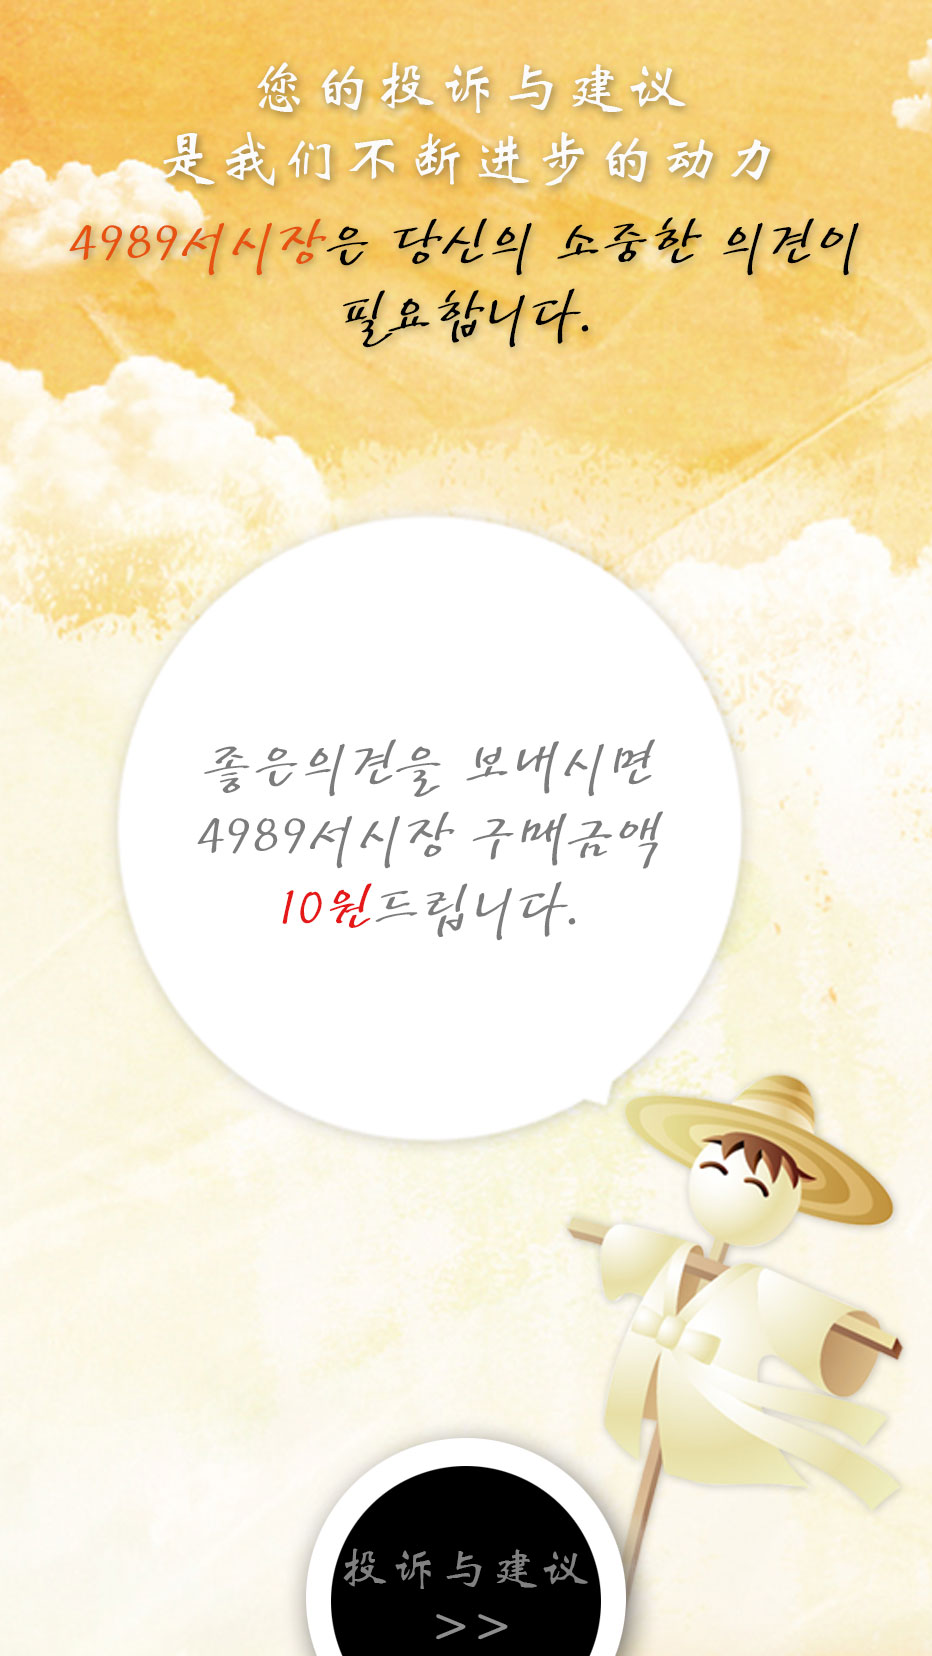 您的投诉与建议
是我们不断进步的动力
4989서시장은 당신의 소중한 의견이
필요합니다.
좋은의견을 보내시면
4989서시장 구매금액
10원드립니다.
投诉与建议
>>